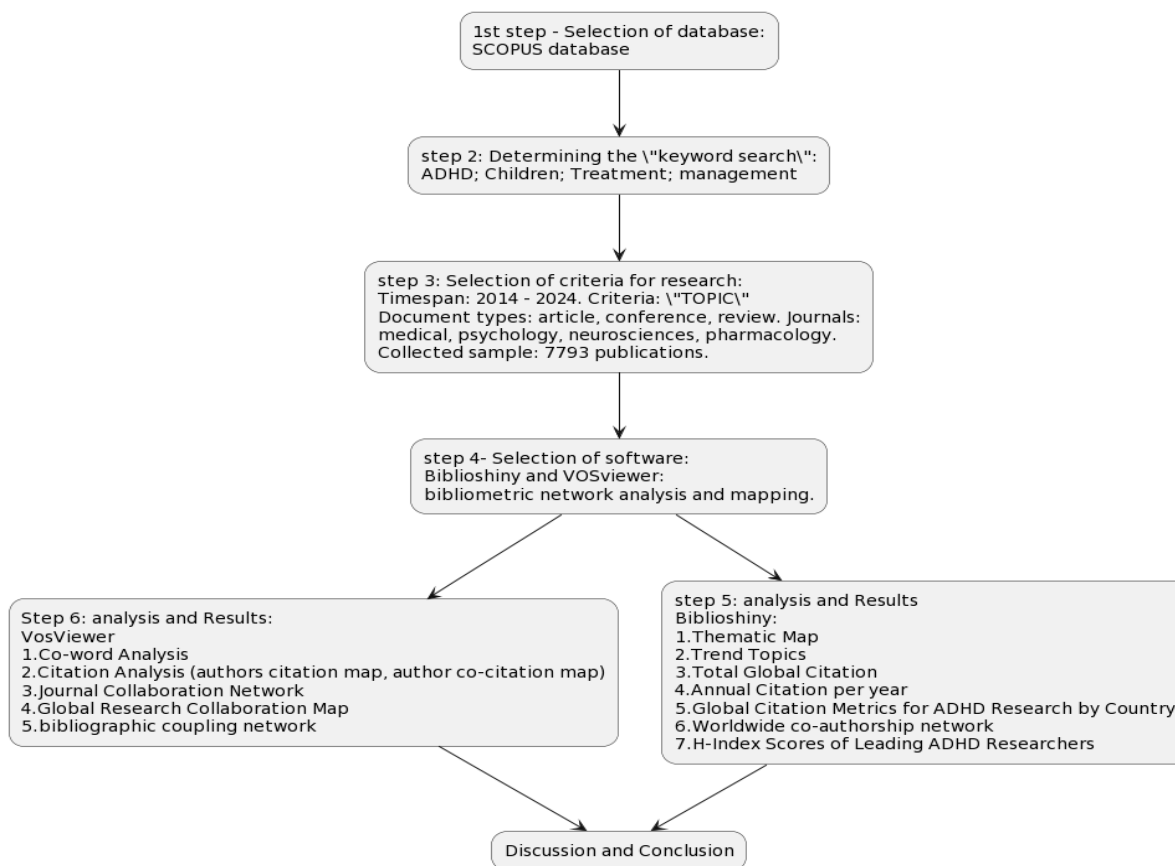 1st step - Selection of database:
SCOPUS database
step 2: Determining the \"keyword search\":
ADHD; Children; Treatment; management
step 3: Selection of criteria for research:
Timespan: 2014 - 2024. Criteria: \"TOPIC\"
Document types: article, conference, review. Journals:
medical, psychology, neurosciences, pharmacology.
Collected sample: 7793 publications.
step 4- Selection of software:
Biblioshiny and VOSviewer:
bibliometric network analysis and mapping.
Step 6: analysis and Results:
VosViewer
1.Co-word Analysis
2.Citation Analysis (authors citation map, author co-citation map)
3.Journal Collaboration Network
4.Global Research Collaboration Map
5.bibliographic coupling network
step 5: analysis and Results
Biblioshiny:
1.Thematic Map
2.Trend Topics
3.Total Global Citation
4.Annual Citation per year
5.Global Citation Metrics for ADHD Research by Country
6.Worldwide co-authorship network
7.H-Index Scores of Leading ADHD Researchers
Discussion and Conclusion